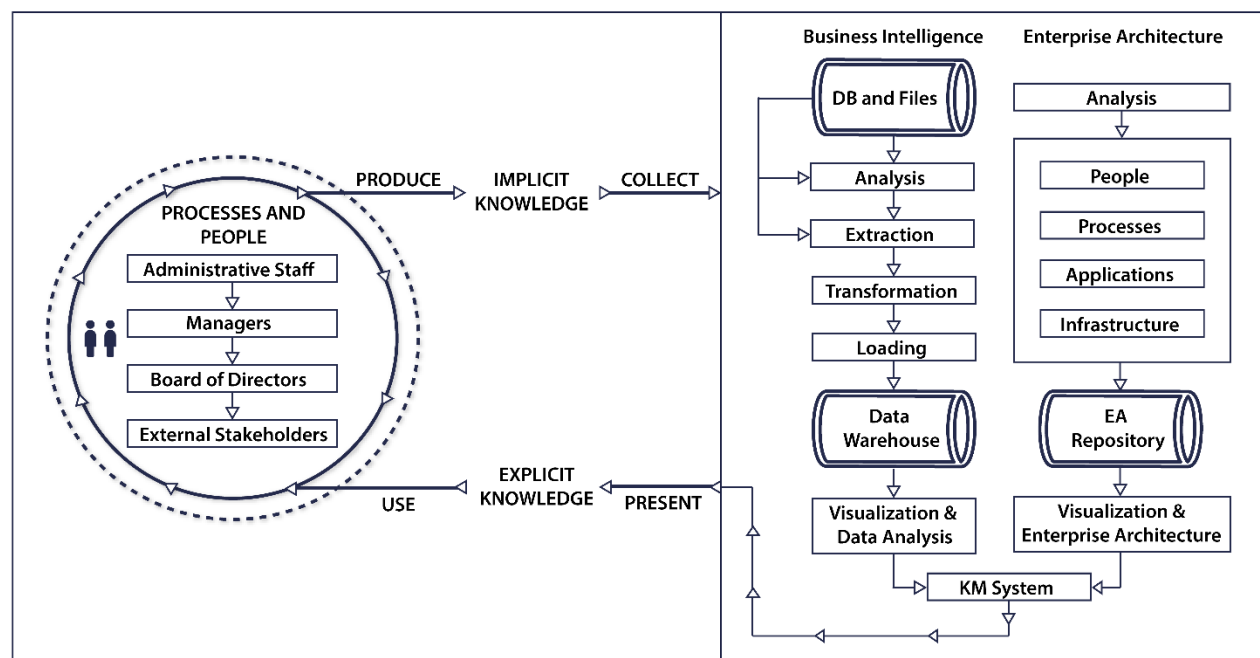 PROCESSES AND
PEOPLE
Administrative Staff
Managers
Board of Directors
External Stakeholders
PRODUCE
IMPLICIT
KNOWLEDGE
COLLECT
USE
EXPLICIT
KNOWLEDGE
PRESENT
Business Intelligence
DB and Files
Analysis
Extraction
Transformation
Loading
Data
Warehouse
Visualization &
Data Analysis
Enterprise Architecture
Analysis
People
Processes
Applications
Infrastructure
EA
Repository
Visualization &
Enterprise Architecture
KM System